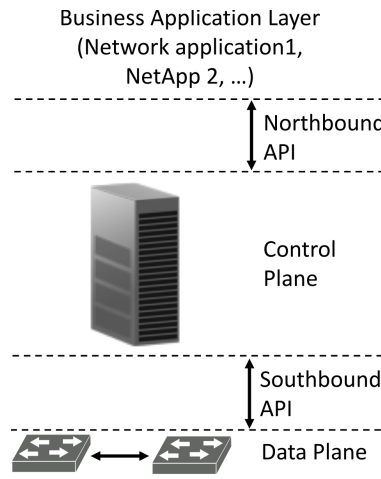 Business Application Layer
(Network application1,
NetApp 2, …)
Northbound
API
Control
Plane
Southbound
API
Data Plane